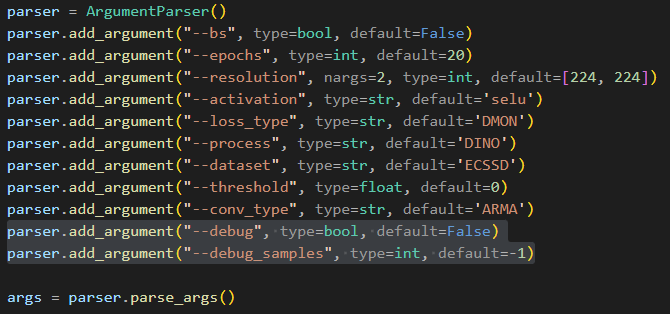 parser = ArgumentParser()
parser.add_argument("--bs", type=bool, default=False)
parser.add_argument("--epochs", type=int, default=20)
parser.add_argument("--resolution", nargs=2, type=int, default=[224, 224])
parser.add_argument("--activation", type=str, default='selu')
parser.add_argument("--loss_type", type=str, default='DMON')
parser.add_argument("--process", type=str, default='DINO')
parser.add_argument("--dataset", type=str, default='ECSSD')
parser.add_argument("--threshold", type=float, default=0)
parser.add_argument("--conv_type", type=str, default='ARMA')
parser.add_argument("--debug", type=bool, default=False)
parser.add_argument("--debug_samples", type=int, default=-1)
args = parser.parse_args()